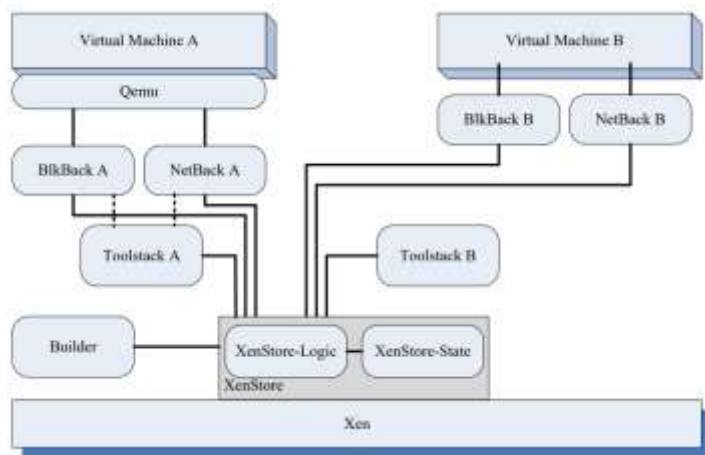 Virtual Machine A
Virtual Machine B
Qemu
BlkBack B
NetBack B
BlkBack A
NetBack A
Toolstack A
Toolstack B
Builder
XenStore-Logic
XenStore-State
XenStore
Xen